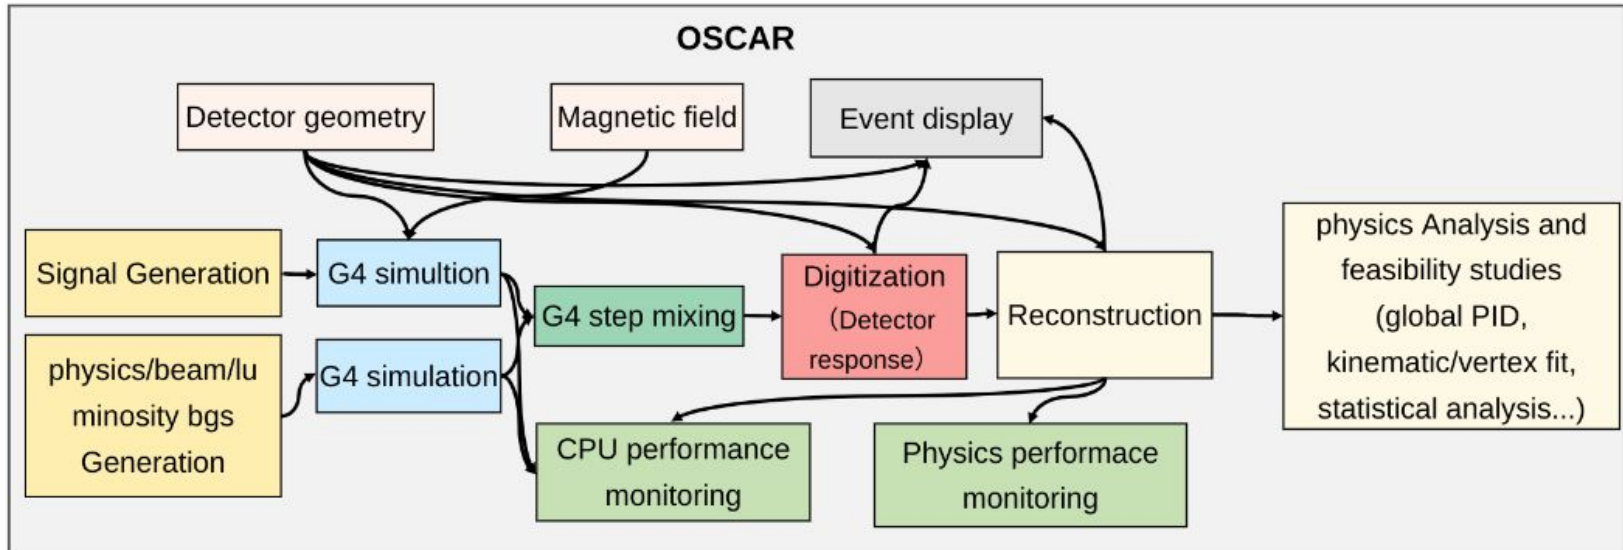 OSCAR
Detector geometry
Magnetic field
Event display
Signal Generation
G4 simultion
physics/beam/lu
minosity bgs
Generation
G4 simulation
G4 step mixing
Digitization
（Detector
response）
Reconstruction
physics Analysis and
feasibility studies
(global PID,
kinematic/vertex fit,
statistical analysis...)
CPU performance
monitoring
Physics performace
monitoring